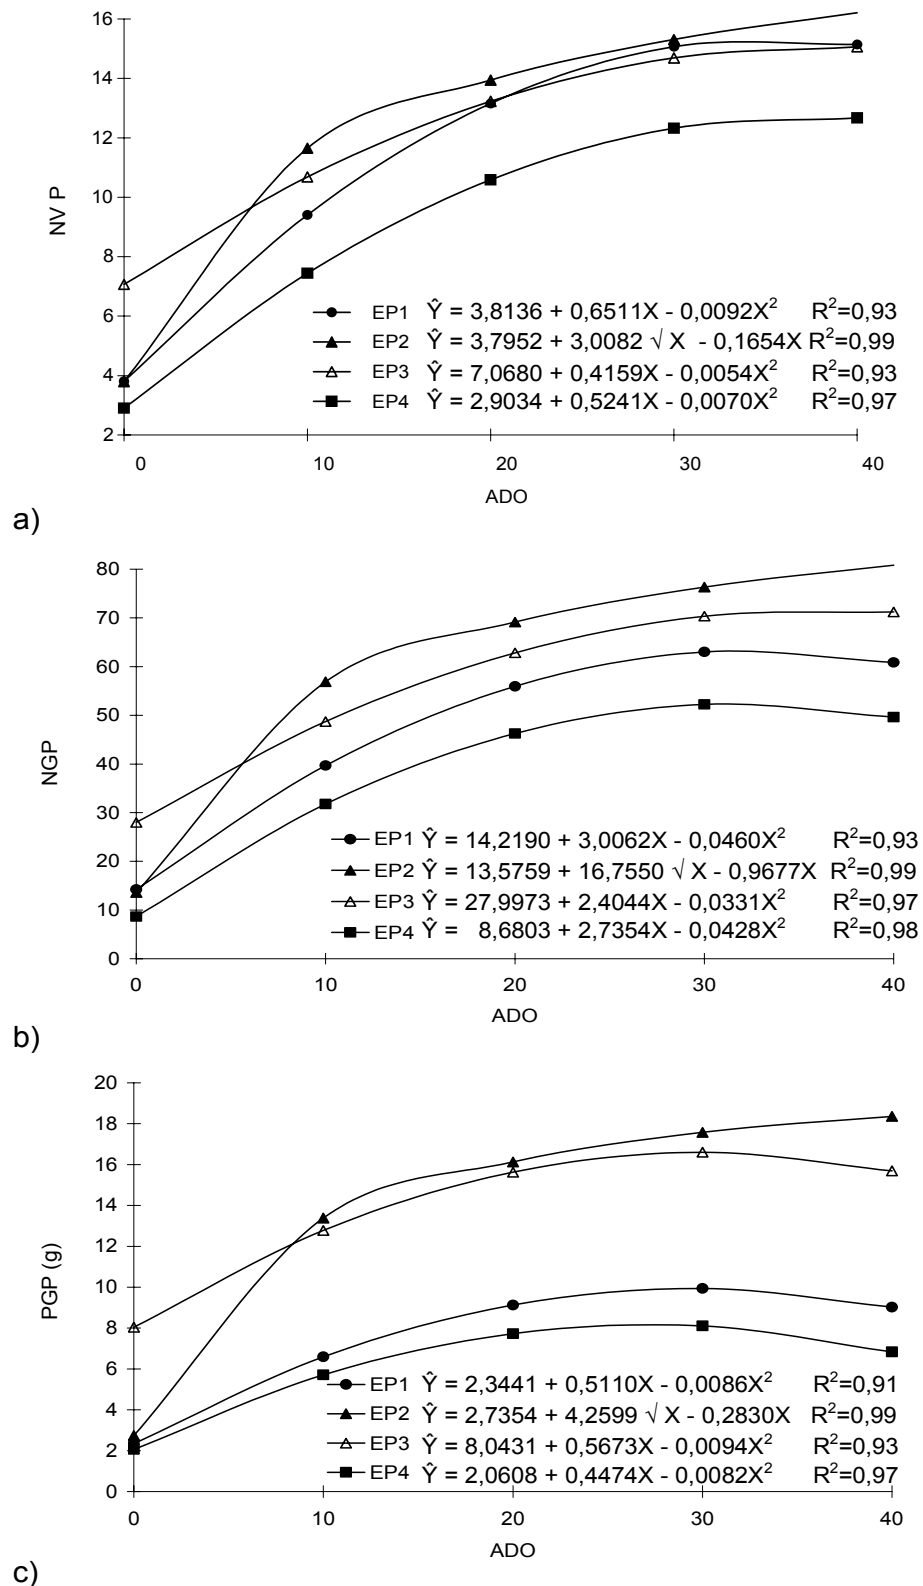 16
14
12
10
8
6
4
2
NV P
EP1 Ŷ = 3,8136 + 0,6511X - 0,0092X² R²=0,93
EP2 Ŷ = 3,7952 + 3,0082 √ X - 0,1654X R²=0,99
EP3 Ŷ = 7,0680 + 0,4159X - 0,0054X² R²=0,93
EP4 Ŷ = 2,9034 + 0,5241X - 0,0070X² R²=0,97
0 10 20 30 40
ADO
a)
80
70
60
50
40
30
20
10
0
NGP
EP1 Ŷ = 14,2190 + 3,0062X - 0,0460X² R²=0,93
EP2 Ŷ = 13,5759 + 16,7550 √ X - 0,9677X R²=0,99
EP3 Ŷ = 27,9973 + 2,4044X - 0,0331X² R²=0,97
EP4 Ŷ = 8,6803 + 2,7354X - 0,0428X² R²=0,98
0 10 20 30 40
ADO
b)
20
18
16
14
12
10
8
6
4
2
0
PGP (g)
EP1 Ŷ = 2,3441 + 0,5110X - 0,0086X² R²=0,91
EP2 Ŷ = 2,7354 + 4,2599 √ X - 0,2830X R²=0,99
EP3 Ŷ = 8,0431 + 0,5673X - 0,0094X² R²=0,93
EP4 Ŷ = 2,0608 + 0,4474X - 0,0082X² R²=0,97
0 10 20 30 40
ADO
c)